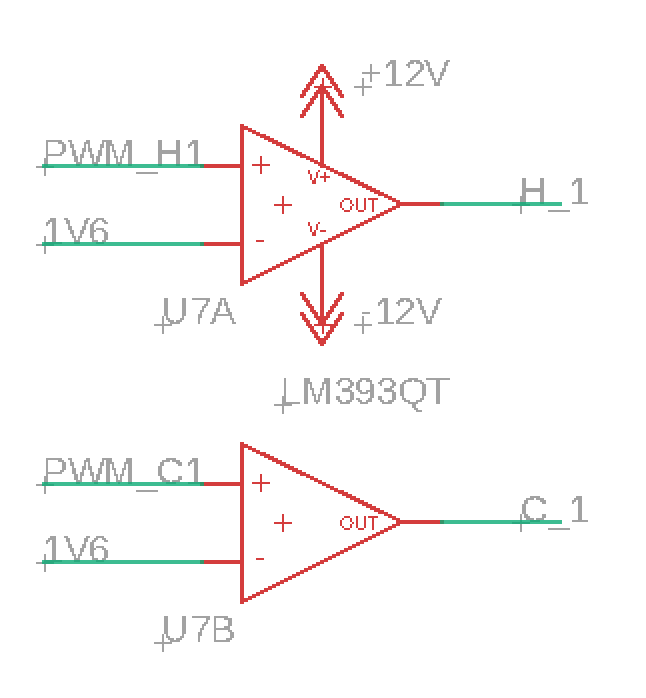 +12V
PWM_H1
+
V+
H_1
+
OUT
1V6
-
V-
U7A
-12V
LM393QT
PWM_C1
+
C_1
+
OUT
1V6
-
U7B